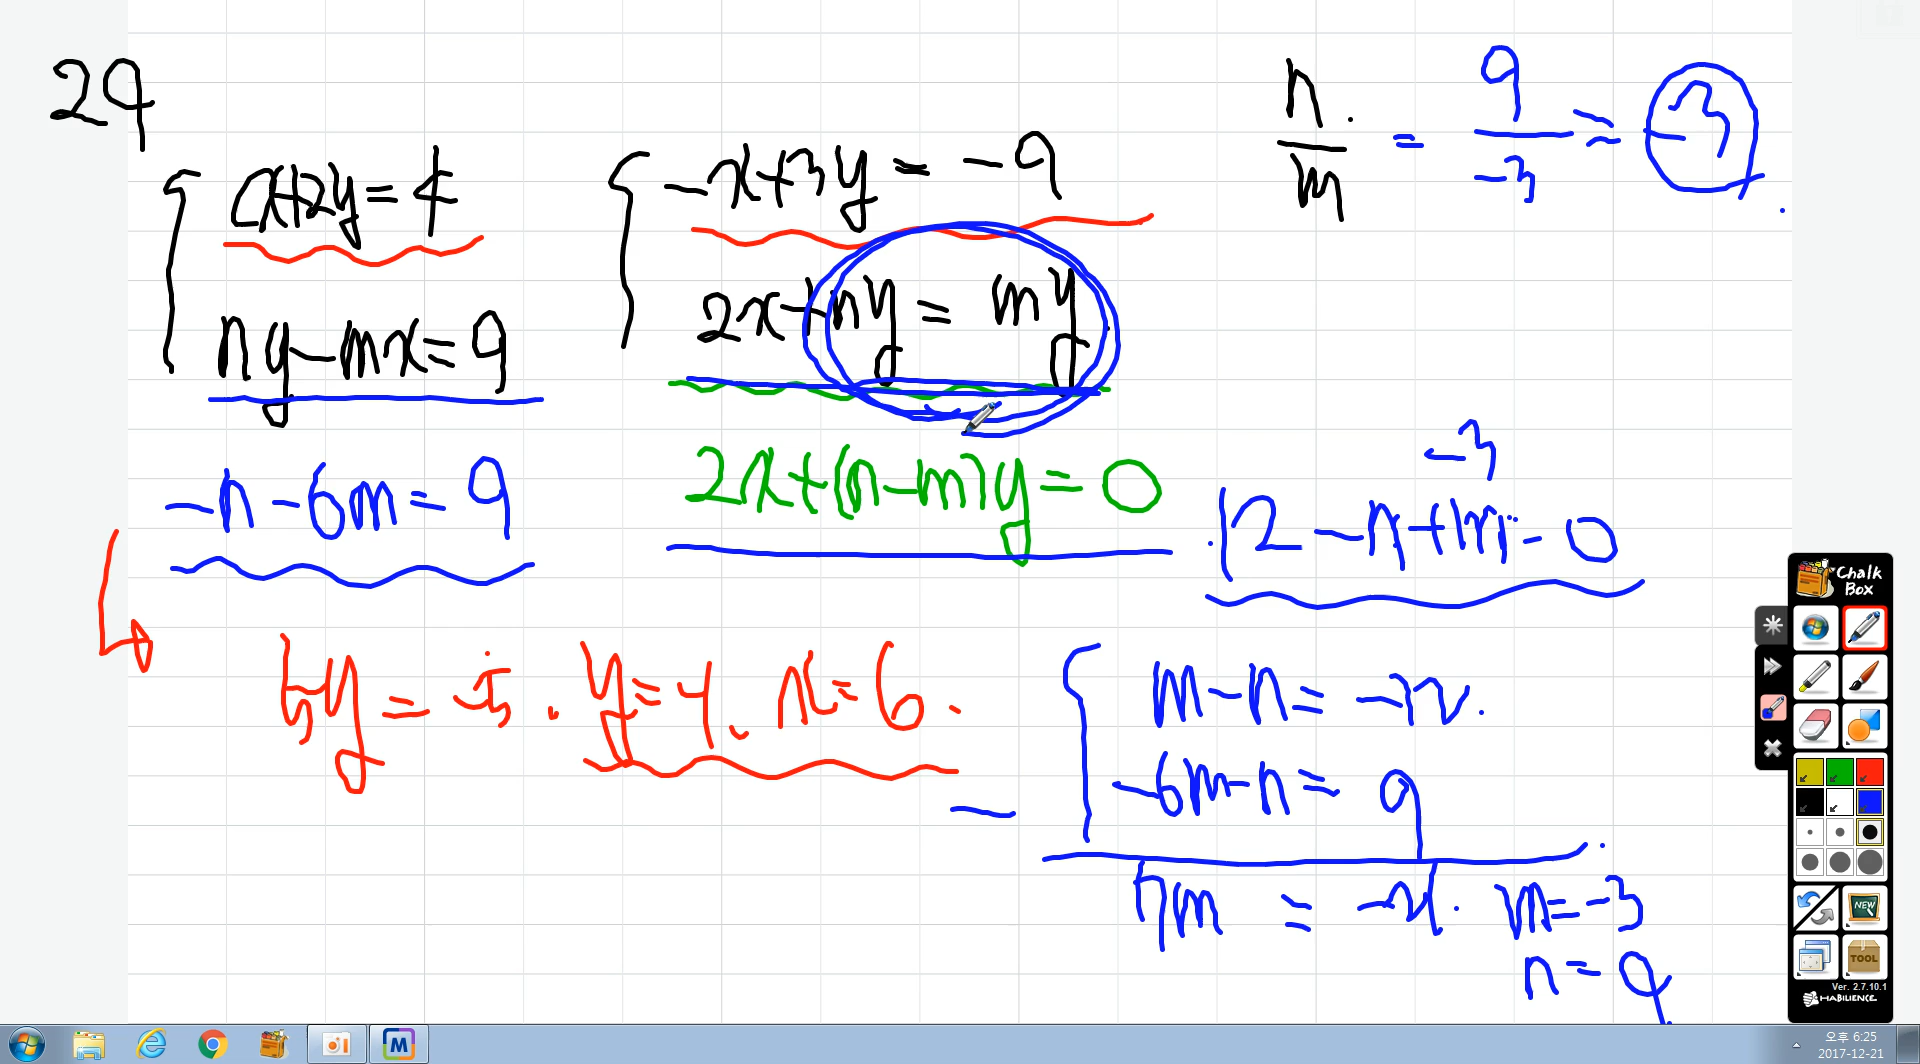 29
x+2y=4
ny-mx=9
-x+3y=-9
2x+ny=my
n/m = 9/-3 = -3
-n-6m=9
2x+(n-m)y=0
-3
12-n+m=0
5y=-5. y=-1, x=6.
m-n=-12.
-6m-n=9
7m = -21. m=-3
n=9
Chalk Box
NEW
TOOL
Ver. 2.7.10.1
HABILIENCE
M
오후 6:25
2017-12-21